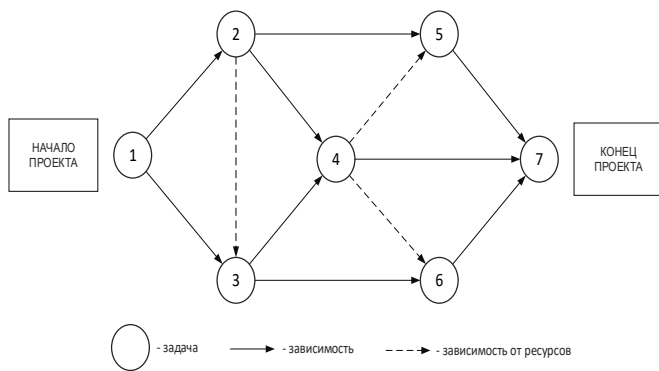 2
5
НАЧАЛО
ПРОЕКТА
1
4
7
КОНЕЦ
ПРОЕКТА
3
6
- задача
- зависимость
- зависимость от ресурсов